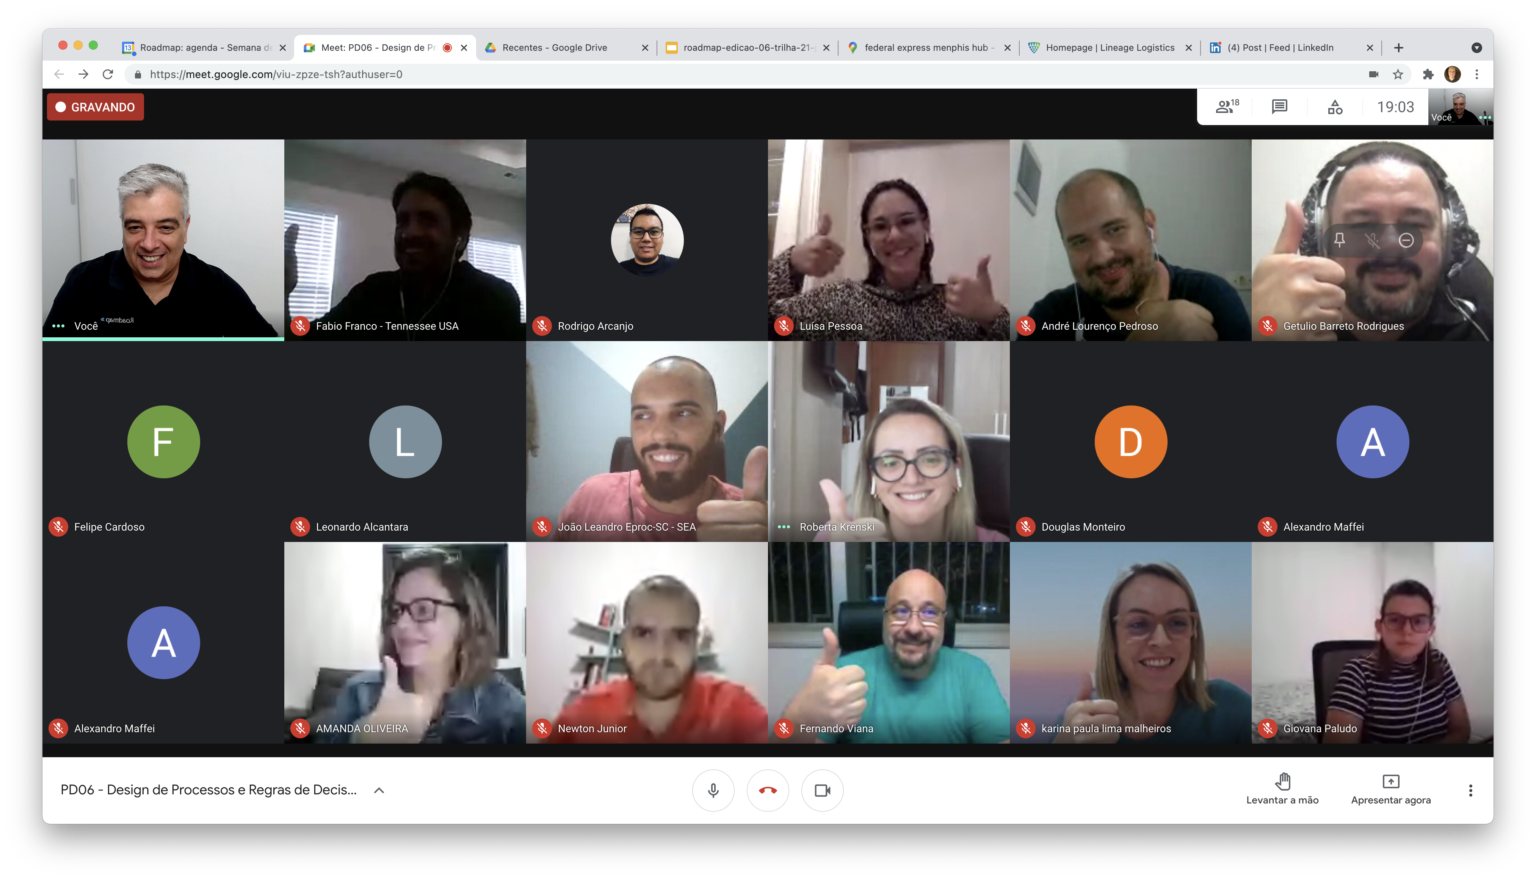 Roadmap: agenda - Semana de
Meet: PD06 - Design de Pr
Recentes - Google Drive
roadmap-edicao-06-trilha-21-
federal express menphis hub -
Homepage | Lineage Logistics
(4) Post | Feed | LinkedIn
https://meet.google.com/viu-zpze-tsh?authuser=0
GRAVANDO
18
19:03
Você
Você
Fabio Franco - Tennessee USA
Rodrigo Arcanjo
Luísa Pessoa
André Lourenço Pedroso
Getulio Barreto Rodrigues
F
L
D
A
Felipe Cardoso
Leonardo Alcantara
João Leandro Eproc-SC - SEA
Roberta Krenski
Douglas Monteiro
Alexandro Maffei
A
Alexandro Maffei
AMANDA OLIVEIRA
Newton Junior
Fernando Viana
karina paula lima malheiros
Giovana Paludo
PD06 - Design de Processos e Regras de Decis...
Levantar a mão
Apresentar agora